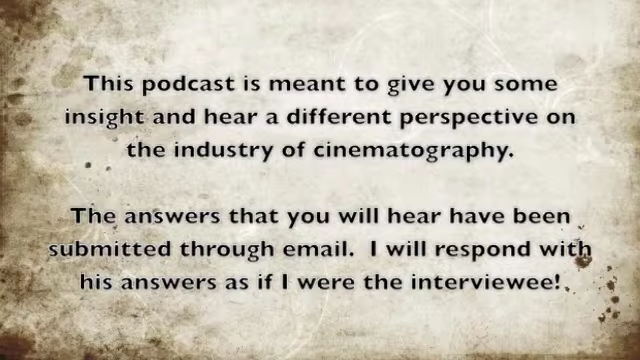 This podcast is meant to give you some
insight and hear a different perspective on
the industry of cinematography.
The answers that you will hear have been
submitted through email.  I will respond with
his answers as if I were the interviewee!